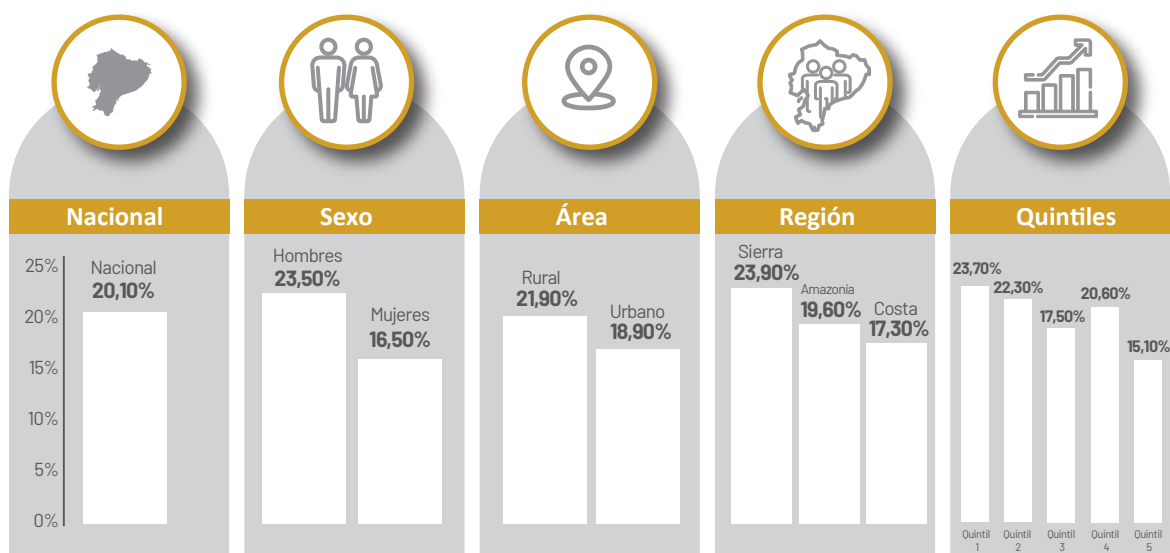 Nacional
25%
20%
15%
10%
5%
0%
Nacional
20,10%
Sexo
Hombres
23,50%
Mujeres
16,50%
Área
Rural
21,90%
Urbano
18,90%
Región
Sierra
23,90%
Amazonía
19,60%
Costa
17,30%
Quintiles
23,70%
22,30%
17,50%
20,60%
15,10%
Quintil
1
Quintil
2
Quintil
3
Quintil
4
Quintil
5